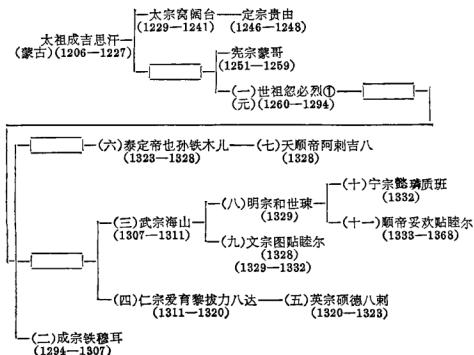 太宗窝阔台
(1229—1241)
定宗贵由
(1246—1248)
太祖成吉思汗
(蒙古)(1206—1227)
宪宗蒙哥
(1251—1259)
(一)世祖忽必烈①
(元)(1260—1294)
(六)泰定帝也孙铁木儿
(1323—1328)
(七)天顺帝阿剌吉八
(1328)
(三)武宗海山
(1307—1311)
(八)明宗和世㻋
(1329)
(十)宁宗懿璘质班
(1332)
(十一)顺帝妥欢贴睦尔
(1333—1368)
(九)文宗图贴睦尔
(1328)
(1329—1332)
(四)仁宗爱育黎拔力八达
(1311—1320)
(五)英宗硕德八剌
(1320—1323)
(二)成宗铁穆耳
(1294—1307)